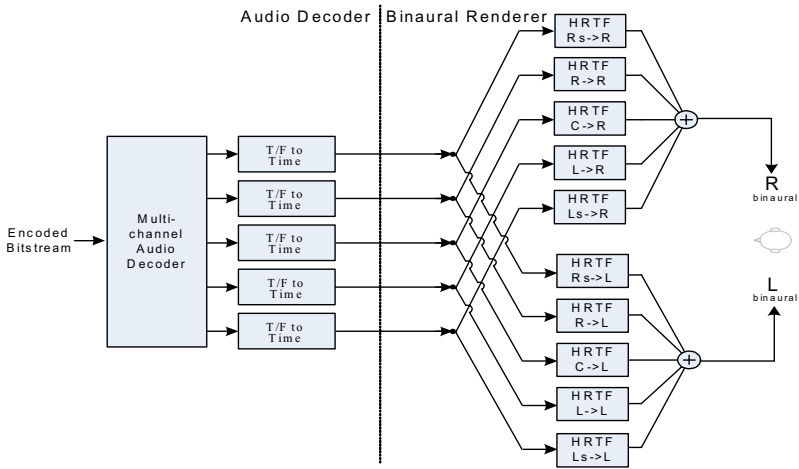 Audio Decoder
Binaural Renderer
Encoded
Bitstream
Multi-
channel
Audio
Decoder
T/F to
Time
T/F to
Time
T/F to
Time
T/F to
Time
T/F to
Time
HRTF
Rs->R
HRTF
R->R
HRTF
C->R
HRTF
L->R
HRTF
Ls->R
HRTF
Rs->L
HRTF
R->L
HRTF
C->L
HRTF
L->L
HRTF
Ls->L
+
+
R
binaural
L
binaural